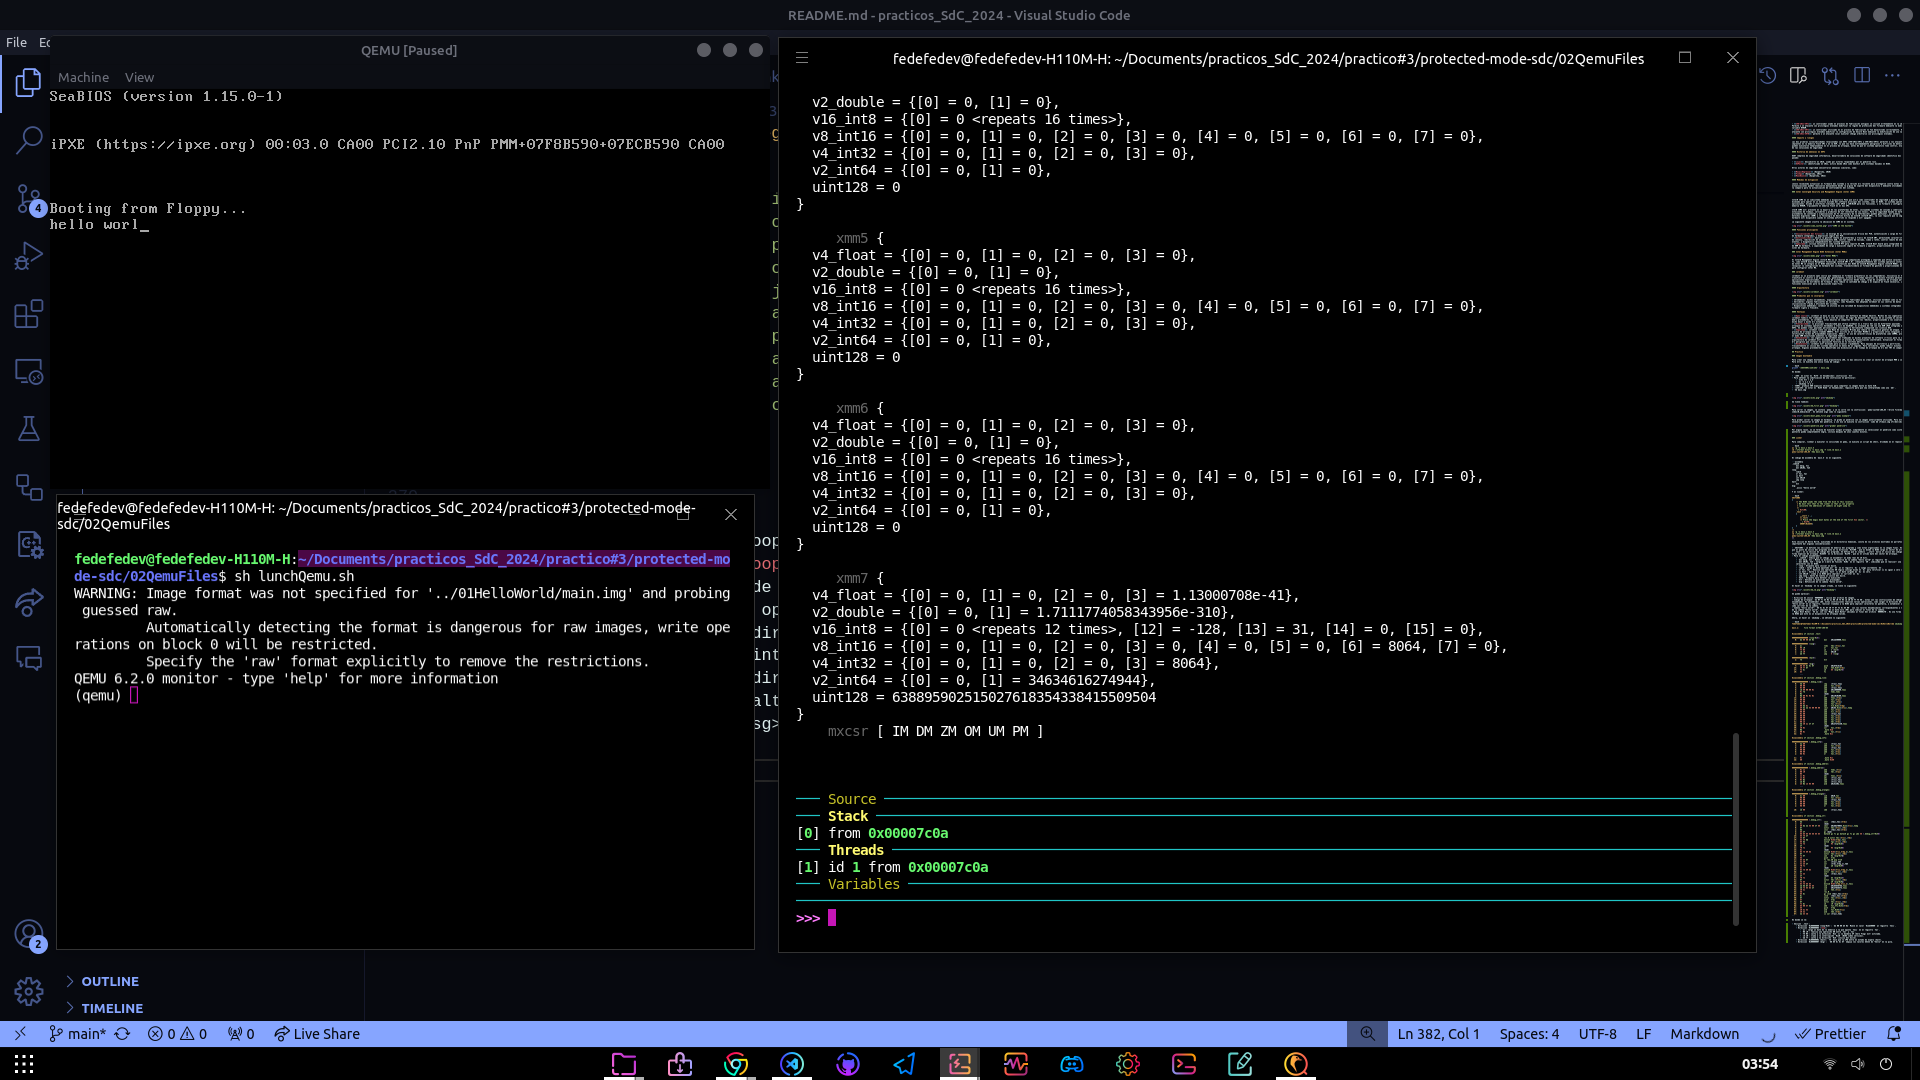 README.md - practicos_SdC_2024 - Visual Studio Code
File
QEMU [Paused]
Machine View
SeaBIOS (version 1.15.0-1)
iPXE (https://ipxe.org) 00:03.0 CA00 PCI2.10 PnP PMM+07F8B590+07ECB590 CA00
Booting from Floppy...
hello worl_
fedefedev@fedefedev-H110M-H: ~/Documents/practicos_SdC_2024/practico#3/protected-mode-sdc/02QemuFiles
fedefedev@fedefedev-H110M-H:~/Documents/practicos_SdC_2024/practico#3/protected-mo
de-sdc/02QemuFiles$ sh lunchQemu.sh
WARNING: Image format was not specified for '../01HelloWorld/main.img' and probing
guessed raw.
Automatically detecting the format is dangerous for raw images, write ope
rations on block 0 will be restricted.
Specify the 'raw' format explicitly to remove the restrictions.
QEMU 6.2.0 monitor - type 'help' for more information
(qemu)
fedefedev@fedefedev-H110M-H: ~/Documents/practicos_SdC_2024/practico#3/protected-mode-sdc/02QemuFiles
v2_double = {[0] = 0, [1] = 0},
v16_int8 = {[0] = 0 <repeats 16 times>},
v8_int16 = {[0] = 0, [1] = 0, [2] = 0, [3] = 0, [4] = 0, [5] = 0, [6] = 0, [7] = 0},
v4_int32 = {[0] = 0, [1] = 0, [2] = 0, [3] = 0},
v2_int64 = {[0] = 0, [1] = 0},
uint128 = 0
}
xmm5 {
v4_float = {[0] = 0, [1] = 0, [2] = 0, [3] = 0},
v2_double = {[0] = 0, [1] = 0},
v16_int8 = {[0] = 0 <repeats 16 times>},
v8_int16 = {[0] = 0, [1] = 0, [2] = 0, [3] = 0, [4] = 0, [5] = 0, [6] = 0, [7] = 0},
v4_int32 = {[0] = 0, [1] = 0, [2] = 0, [3] = 0},
v2_int64 = {[0] = 0, [1] = 0},
uint128 = 0
}
xmm6 {
v4_float = {[0] = 0, [1] = 0, [2] = 0, [3] = 0},
v2_double = {[0] = 0, [1] = 0},
v16_int8 = {[0] = 0 <repeats 16 times>},
v8_int16 = {[0] = 0, [1] = 0, [2] = 0, [3] = 0, [4] = 0, [5] = 0, [6] = 0, [7] = 0},
v4_int32 = {[0] = 0, [1] = 0, [2] = 0, [3] = 0},
v2_int64 = {[0] = 0, [1] = 0},
uint128 = 0
}
xmm7 {
v4_float = {[0] = 0, [1] = 0, [2] = 0, [3] = 1.13000708e-41},
v2_double = {[0] = 0, [1] = 1.7111774058343956e-310},
v16_int8 = {[0] = 0 <repeats 12 times>, [12] = -128, [13] = 31, [14] = 0, [15] = 0},
v8_int16 = {[0] = 0, [1] = 0, [2] = 0, [3] = 0, [4] = 0, [5] = 0, [6] = 8064, [7] = 0},
v4_int32 = {[0] = 0, [1] = 0, [2] = 0, [3] = 8064},
v2_int64 = {[0] = 0, [1] = 34634616274944},
uint128 = 638895902515027618354338415509504
}
mxcsr [ IM DM ZM OM UM PM ]
Source
Stack
[0] from 0x00007c0a
Threads
[1] id 1 from 0x00007c0a
Variables
>>>
4
2
OUTLINE
TIMELINE
main* 0 0 0 Live Share
Ln 382, Col 1 Spaces: 4 UTF-8 LF Markdown Prettier
03:54